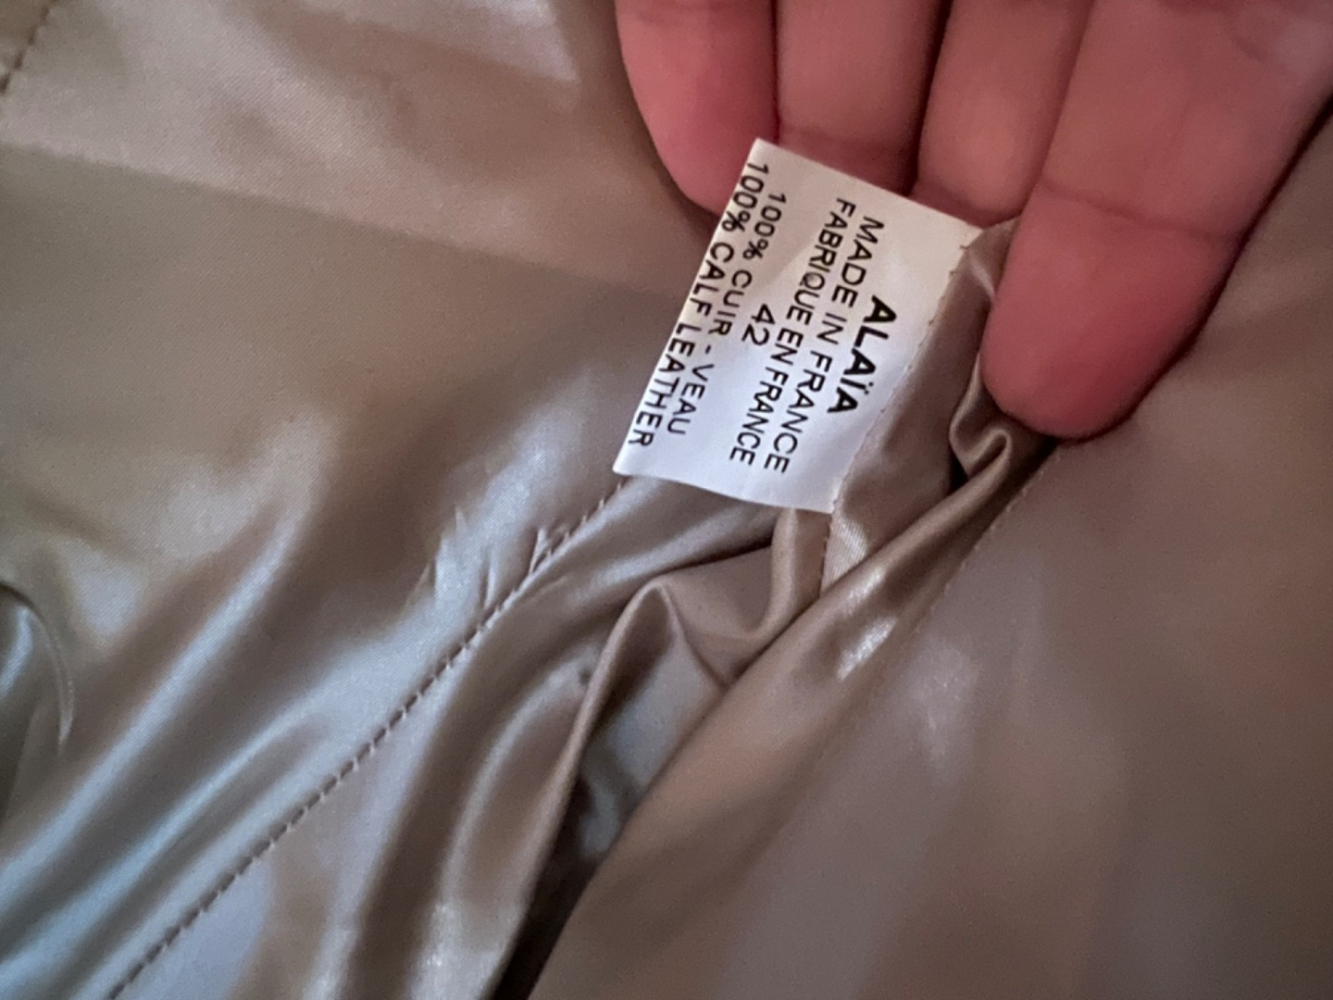 ALAÏA
MADE IN FRANCE
FABRIQUE EN FRANCE
42
100% CUIR - VEAU
100% CALF LEATHER